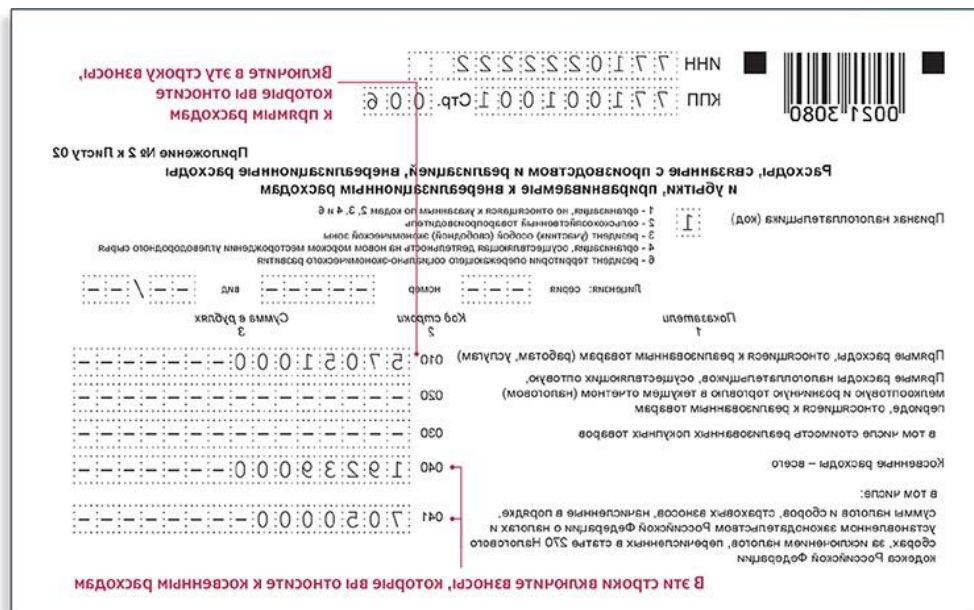 0021 3080
ИНН 7710222222
КПП 771001001 Стр. 006
Включите в эту строку взносы,
которые вы относите
к прямым расходам
Приложение № 2 к Листу 02
Расходы, связанные с производством и реализацией, внереализационные расходы
и убытки, приравниваемые к внереализационным расходам
Признак налогоплательщика (код) 1
1 - организация, не относящаяся к указанным по кодам 2, 3, 4 и 6
2 - сельскохозяйственный товаропроизводитель
3 - резидент (участник) особой (свободной) экономической зоны
4 - организация, осуществляющая деятельность на новом морском месторождении углеводородного сырья
6 - резидент территории опережающего социально-экономического развития
Лицензия: серия --- номер ----- вид --/--
Показатели Код строки Сумма в рублях
1 2 3
Прямые расходы, относящиеся к реализованным товарам (работам, услугам) 010 57051000-------
Прямые расходы налогоплательщиков, осуществляющих оптовую,
мелкооптовую и розничную торговлю в текущем отчетном (налоговом)
периоде, относящиеся к реализованным товарам 020 ---------------
в том числе стоимость реализованных покупных товаров 030 ---------------
Косвенные расходы – всего 040 19239000-------
в том числе:
суммы налогов и сборов, страховых взносов, начисленные в порядке, 041 7050000--------
установленном законодательством Российской Федерации о налогах и
сборах, за исключением налогов, перечисленных в статье 270 Налогового
кодекса Российской Федерации
В эти строки включите взносы, которые вы относите к косвенным расходам